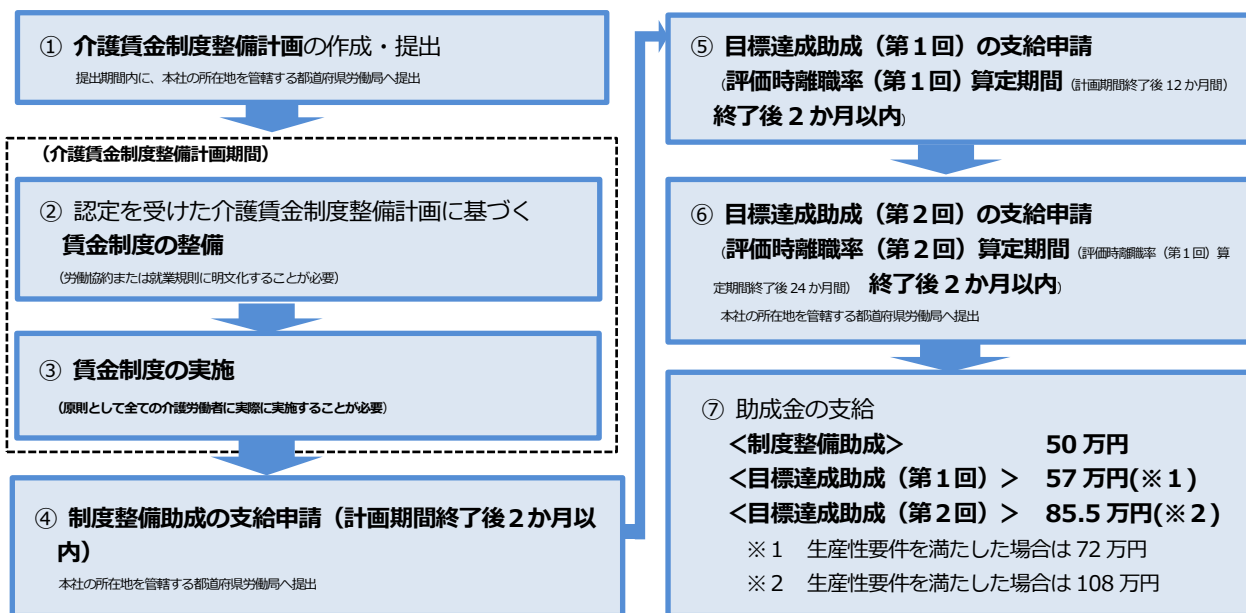 ① 介護賃金制度整備計画の作成・提出
提出期間内に、本社の所在地を管轄する都道府県労働局へ提出
(介護賃金制度整備計画期間)
② 認定を受けた介護賃金制度整備計画に基づく
賃金制度の整備
(労働協約または就業規則に明文化することが必要)
③ 賃金制度の実施
(原則として全ての介護労働者に実際に実施することが必要)
④ 制度整備助成の支給申請（計画期間終了後２か月以
内）
本社の所在地を管轄する都道府県労働局へ提出
⑤ 目標達成助成（第１回）の支給申請
(評価時離職率（第１回）算定期間 (計画期間終了後 12 か月間)
終了後 2 か月以内)
⑥ 目標達成助成（第２回）の支給申請
(評価時離職率（第２回）算定期間 (評価時離職率（第1回）算
定期間終了後 24 か月間) 終了後 2 か月以内)
本社の所在地を管轄する都道府県労働局へ提出
⑦ 助成金の支給
＜制度整備助成＞ 50 万円
＜目標達成助成（第１回）＞ 57 万円(※１)
＜目標達成助成（第２回）＞ 85.5 万円(※２)
※１ 生産性要件を満たした場合は 72 万円
※２ 生産性要件を満たした場合は 108 万円